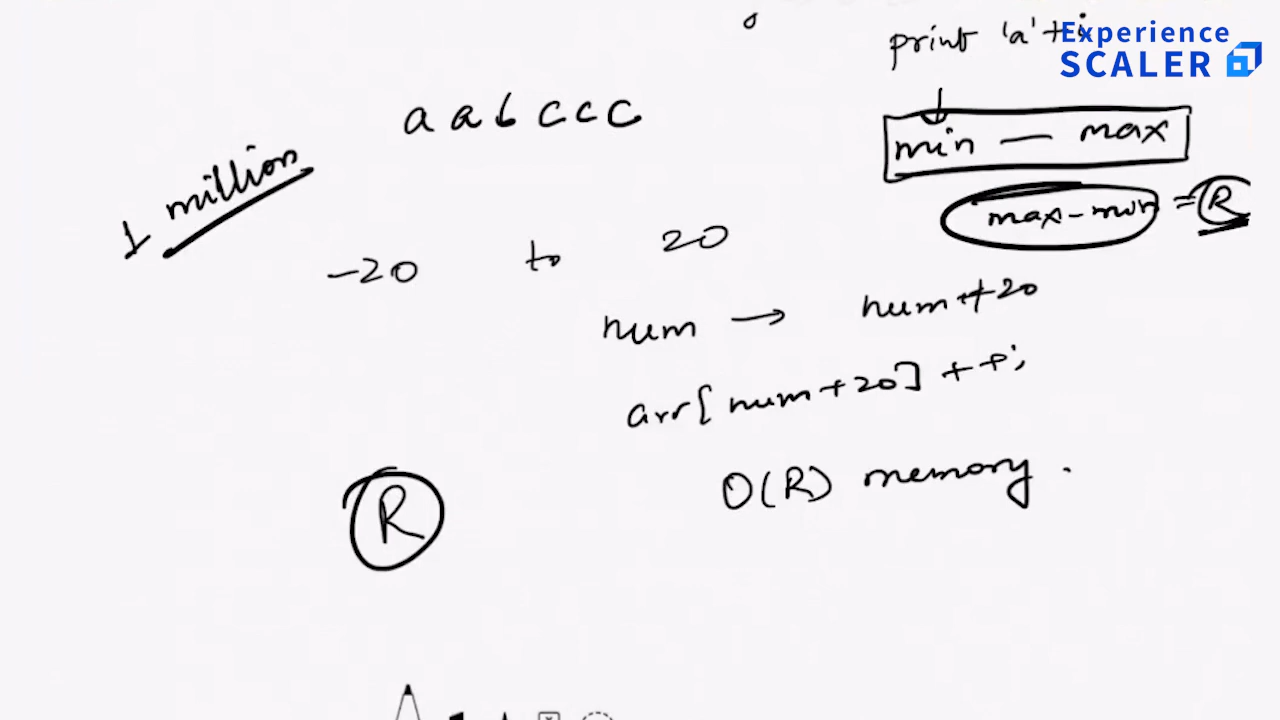 print 'a' + i
Experience
SCALER
a a b c c c
min — max
1 million
max - min = R
-20 to 20
num → num + 20
arr[num+20]++;
R
O(R) memory.